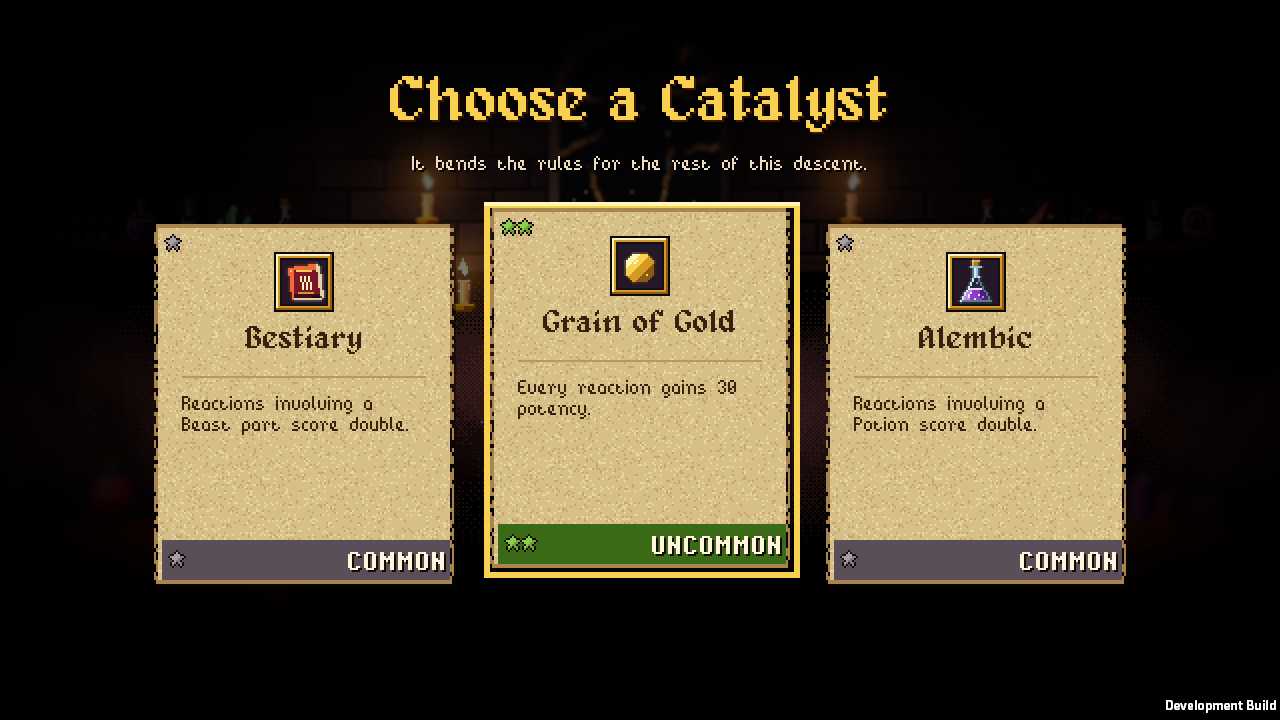 Choose a Catalyst
It bends the rules for the rest of this descent.
Bestiary
Reactions involving a
Beast part score double.
COMMON
Grain of Gold
Every reaction gains 30
potency.
UNCOMMON
Alembic
Reactions involving a
Potion score double.
COMMON
Development Build